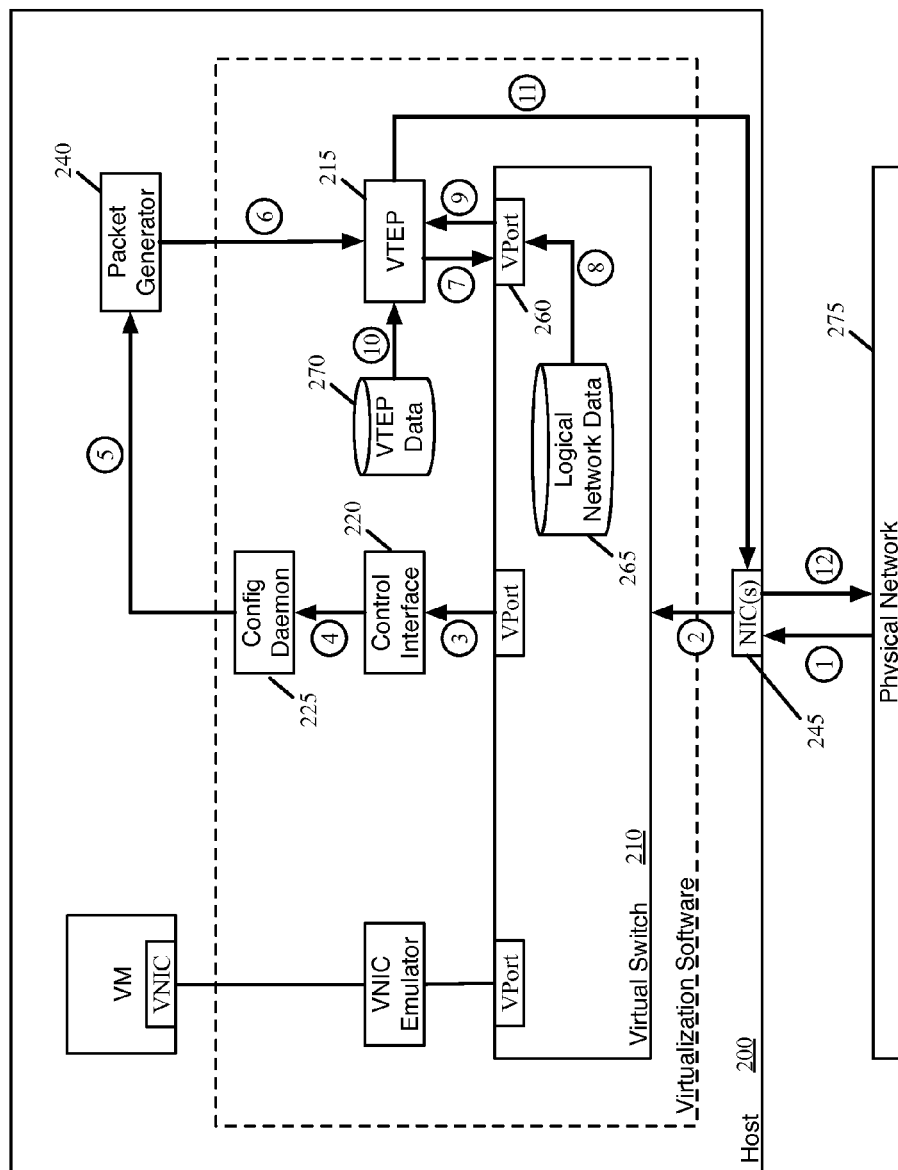 VM
VNIC
VNIC
Emulator
VPort
Virtual Switch
210
Virtualization Software
Host
200
Config
Daemon
225
Control
Interface
220
VPort
3
4
5
Packet
Generator
240
6
VTEP
215
VTEP
Data
270
10
7
9
VPort
260
8
Logical
Network Data
265
11
2
NIC(s)
245
1
12
Physical Network
275